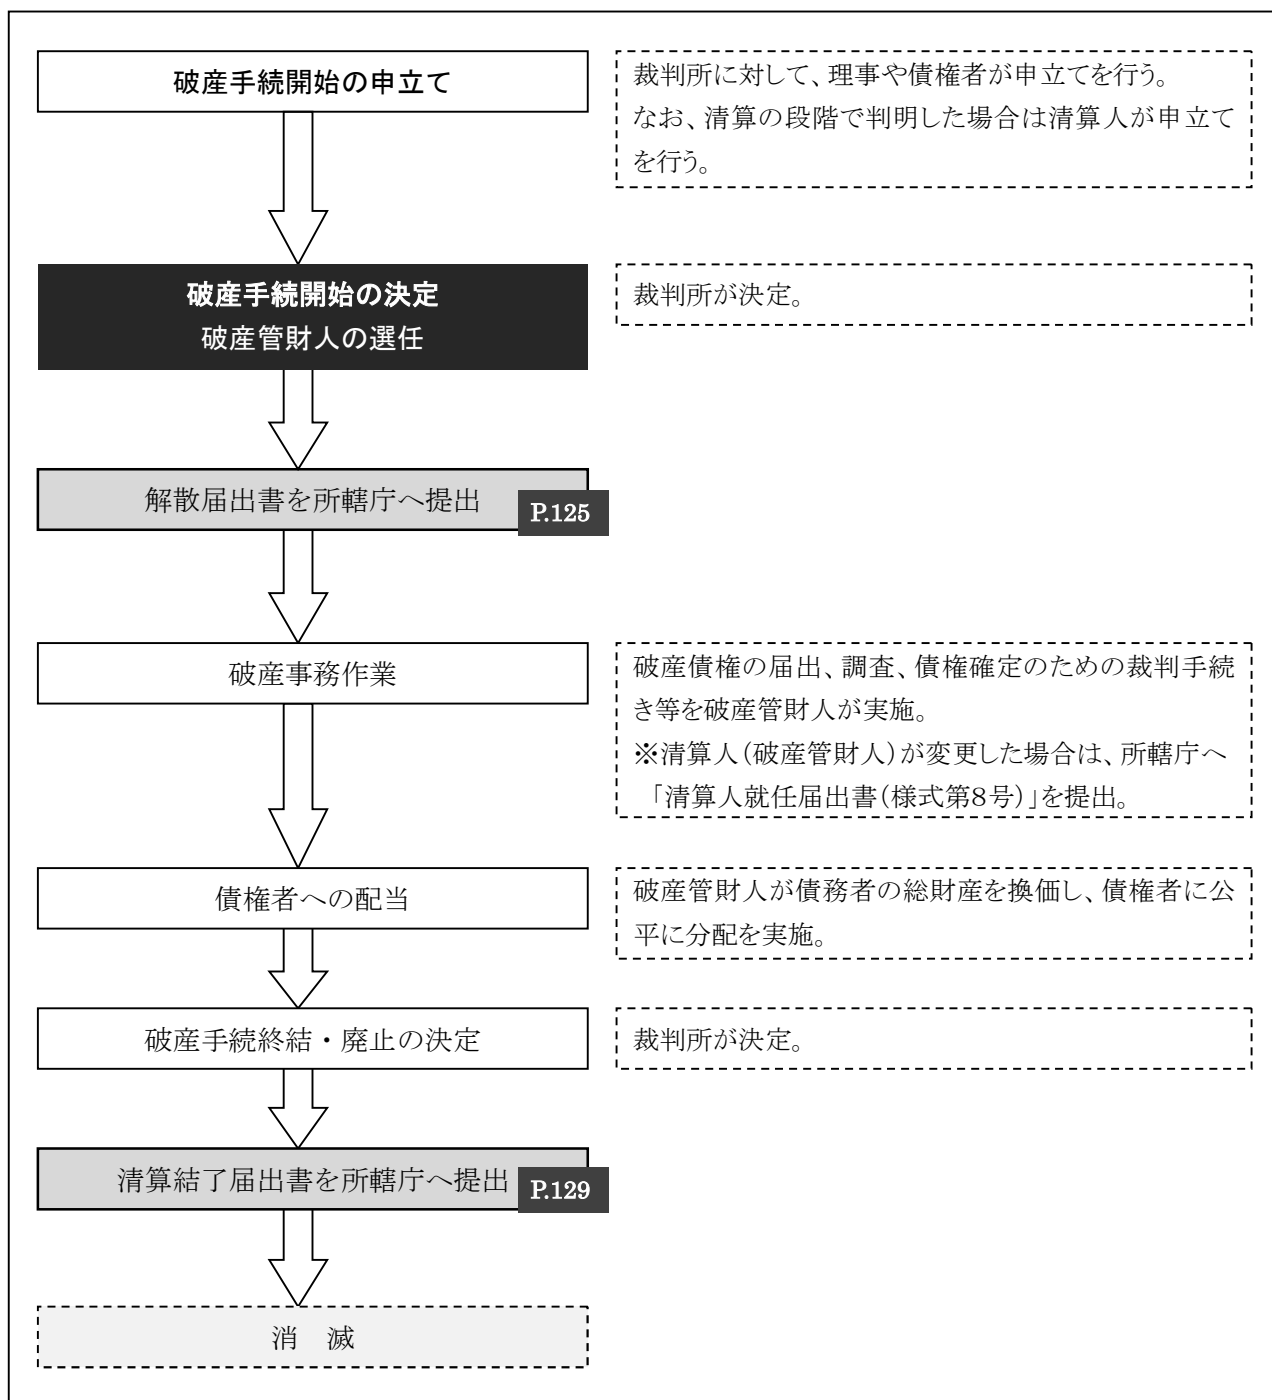 破産手続開始の申立て
裁判所に対して、理事や債権者が申立てを行う。
なお、清算の段階で判明した場合は清算人が申立て
を行う。
破産手続開始の決定
破産管財人の選任
裁判所が決定。
解散届出書を所轄庁へ提出
P.125
破産事務作業
破産債権の届出、調査、債権確定のための裁判手続
き等を破産管財人が実施。
※清算人(破産管財人)が変更した場合は、所轄庁へ
「清算人就任届出書(様式第8号)」を提出。
債権者への配当
破産管財人が債務者の総財産を換価し、債権者に公
平に分配を実施。
破産手続終結・廃止の決定
裁判所が決定。
清算結了届出書を所轄庁へ提出
P.129
消　滅